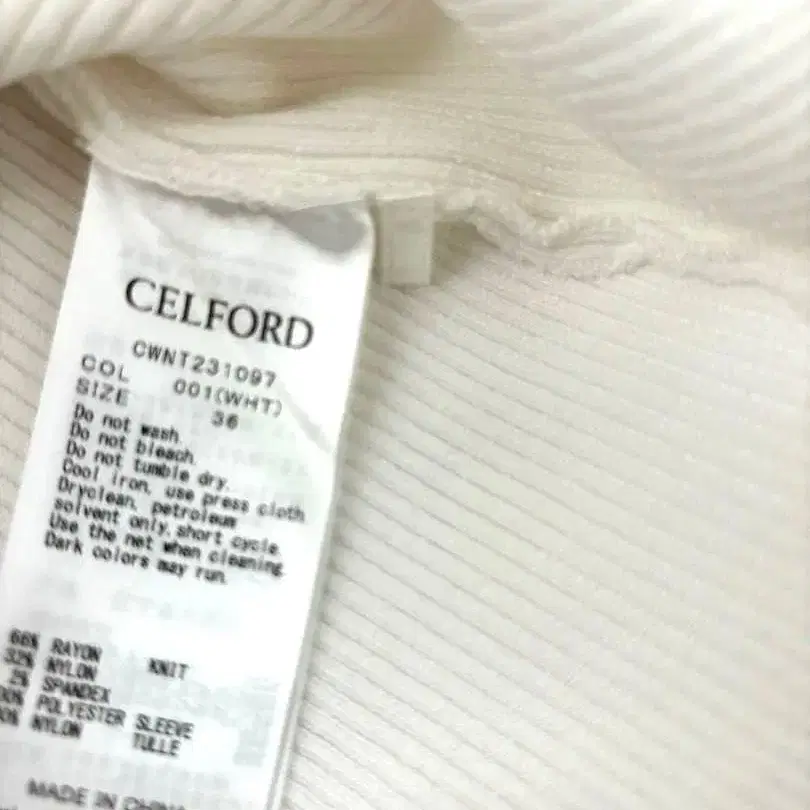 CELFORD
CWNT231097
COL 001(WHT)
SIZE 36
Do not wash.
Do not bleach.
Do not tumble dry.
Cool iron, use press cloth.
Dryclean, petroleum
solvent only, short cycle.
Use the net when cleaning.
Dark colors may run.
66% RAYON KNIT
32% NYLON
2% SPANDEX
POLYESTER SLEEVE
NYLON TULLE
MADE IN CHINA